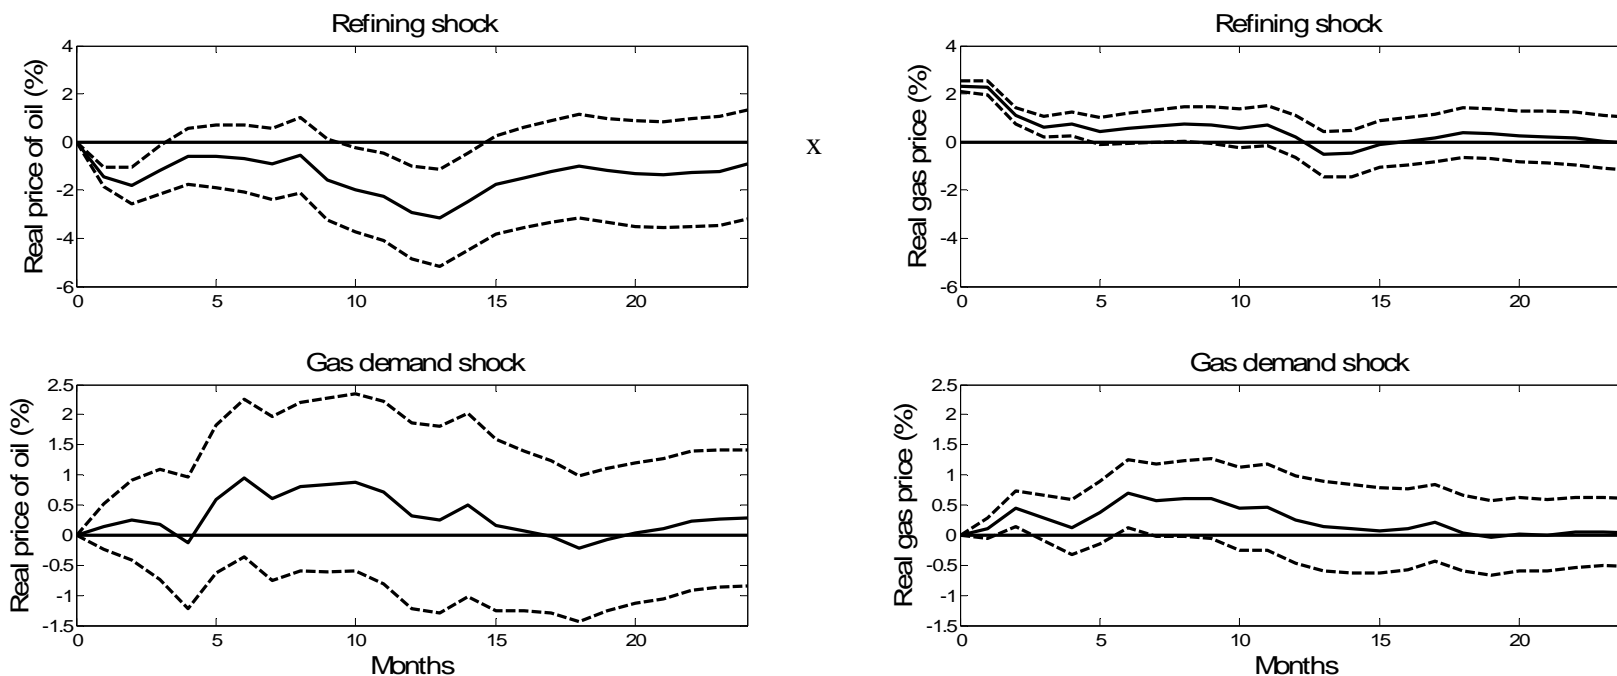 Refining shock
Real price of oil (%)
4
2
0
-2
-4
-6
0 5 10 15 20
x
Refining shock
Real gas price (%)
4
2
0
-2
-4
-6
0 5 10 15 20
Gas demand shock
Real price of oil (%)
2.5
2
1.5
1
0.5
0
-0.5
-1
-1.5
0 5 10 15 20
Months
Gas demand shock
Real gas price (%)
2.5
2
1.5
1
0.5
0
-0.5
-1
-1.5
0 5 10 15 20
Months